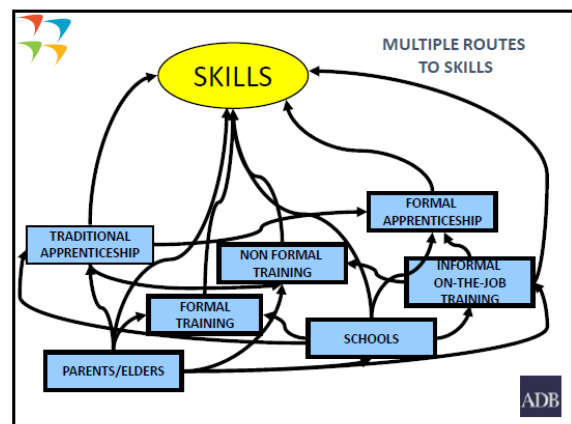 MULTIPLE ROUTES
TO SKILLS
SKILLS
FORMAL
APPRENTICESHIP
TRADITIONAL
APPRENTICESHIP
NON FORMAL
TRAINING
INFORMAL
ON-THE-JOB
TRAINING
FORMAL
TRAINING
SCHOOLS
PARENTS/ELDERS
ADB